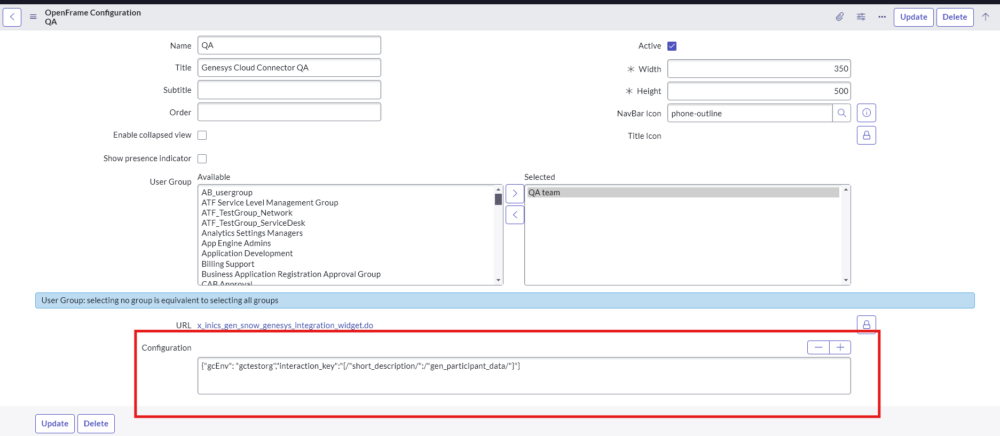 OpenFrame Configuration
QA
Update
Delete
Name
QA
Title
Genesys Cloud Connector QA
Subtitle
Order
Enable collapsed view
Show presence indicator
Active
* Width
350
* Height
500
NavBar Icon
phone-outline
Title Icon
User Group
Available
AB_usergroup
ATF Service Level Management Group
ATF_TestGroup_Network
ATF_TestGroup_ServiceDesk
Analytics Settings Managers
App Engine Admins
Application Development
Billing Support
Business Application Registration Approval Group
CAB Approval
Selected
QA team
User Group: selecting no group is equivalent to selecting all groups
URL
x_inics_gen_snow_genesys_integration_widget.do
Configuration
{"gcEnv": "gctestorg","interaction_key":"{/"short_description/":/"gen_participant_data/"}"}
Update
Delete